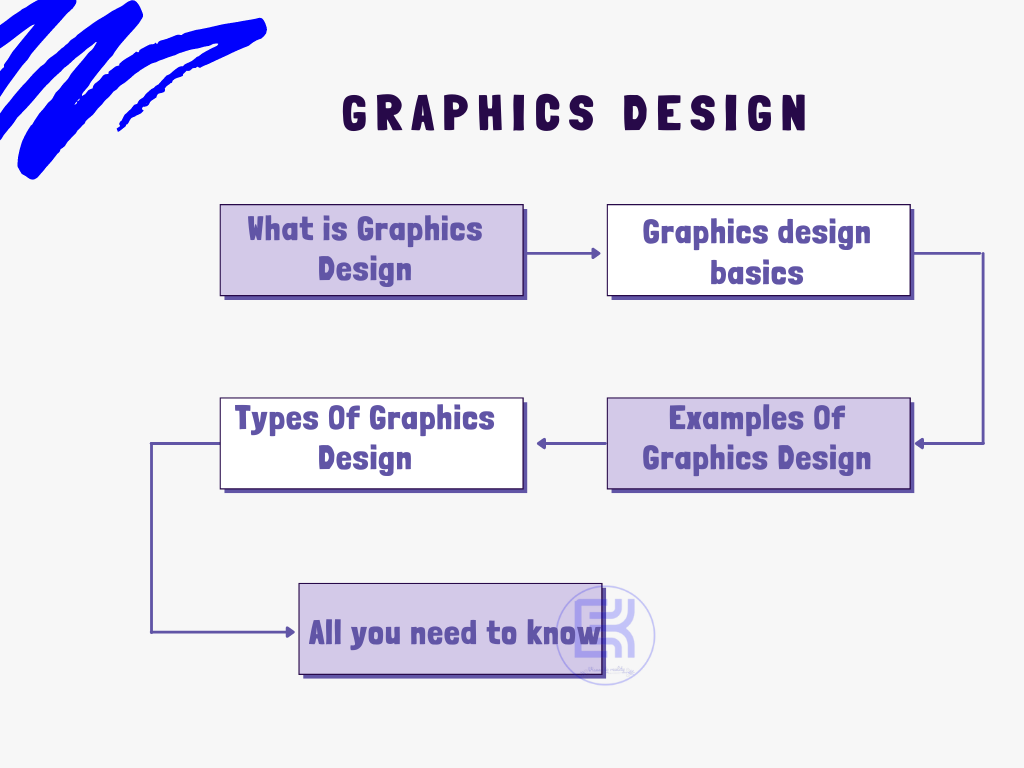 GRAPHICS DESIGN
What is Graphics
Design
Graphics design
basics
Examples Of
Graphics Design
Types Of Graphics
Design
All you need to know